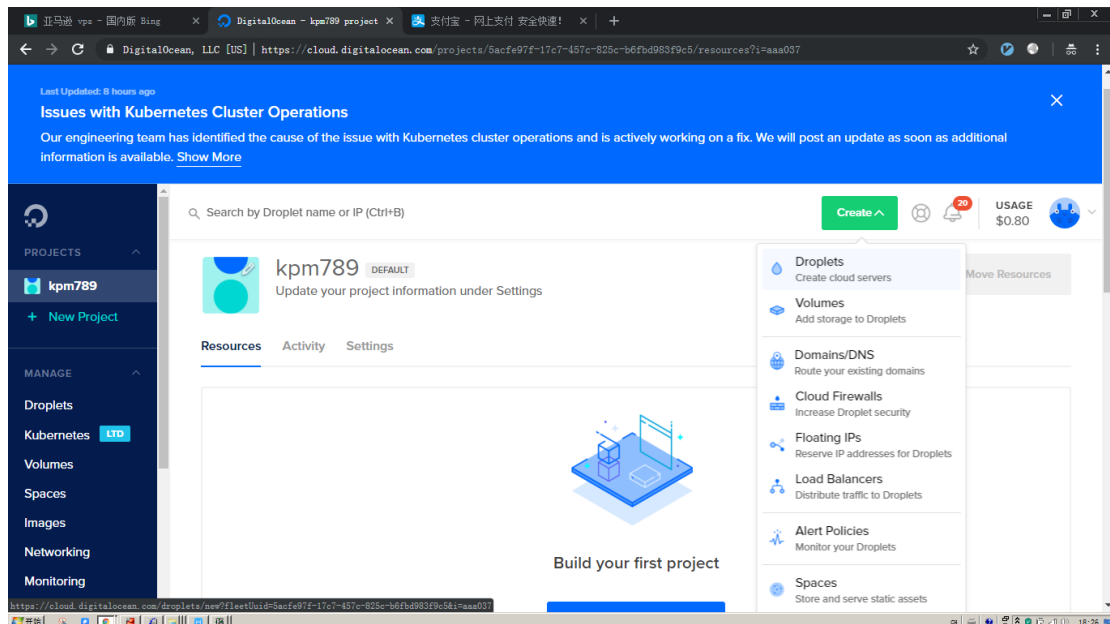 亚马逊 vps - 国内版 Bing
DigitalOcean - kpm789 project
支付宝 - 网上支付 安全快速！
DigitalOcean, LLC [US] | https://cloud.digitalocean.com/projects/5acfe97f-17c7-457c-825c-b6fbd983f9c5/resources?i=aaa037
Last Updated: 8 hours ago
Issues with Kubernetes Cluster Operations
Our engineering team has identified the cause of the issue with Kubernetes cluster operations and is actively working on a fix. We will post an update as soon as additional
information is available. Show More
Search by Droplet name or IP (Ctrl+B)
Create
20
USAGE
$0.80
PROJECTS
kpm789
+ New Project
MANAGE
Droplets
Kubernetes LTD
Volumes
Spaces
Images
Networking
Monitoring
kpm789 DEFAULT
Update your project information under Settings
Move Resources
Resources Activity Settings
Build your first project
Droplets
Create cloud servers
Volumes
Add storage to Droplets
Domains/DNS
Route your existing domains
Cloud Firewalls
Increase Droplet security
Floating IPs
Reserve IP addresses for Droplets
Load Balancers
Distribute traffic to Droplets
Alert Policies
Monitor your Droplets
Spaces
Store and serve static assets
https://cloud.digitalocean.com/droplets/new?fleetUuid=5acfe97f-17c7-457c-825c-b6fbd983f9c5&i=aaa037
开始
18:26